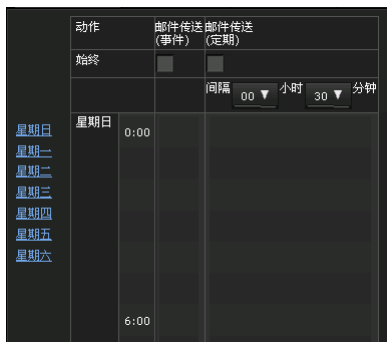 动作
邮件传送
(事件)
邮件传送
(定期)
始终
间隔 00 ▼ 小时 30 ▼ 分钟
星期日
星期一
星期二
星期三
星期四
星期五
星期六
星期日
0:00
6:00